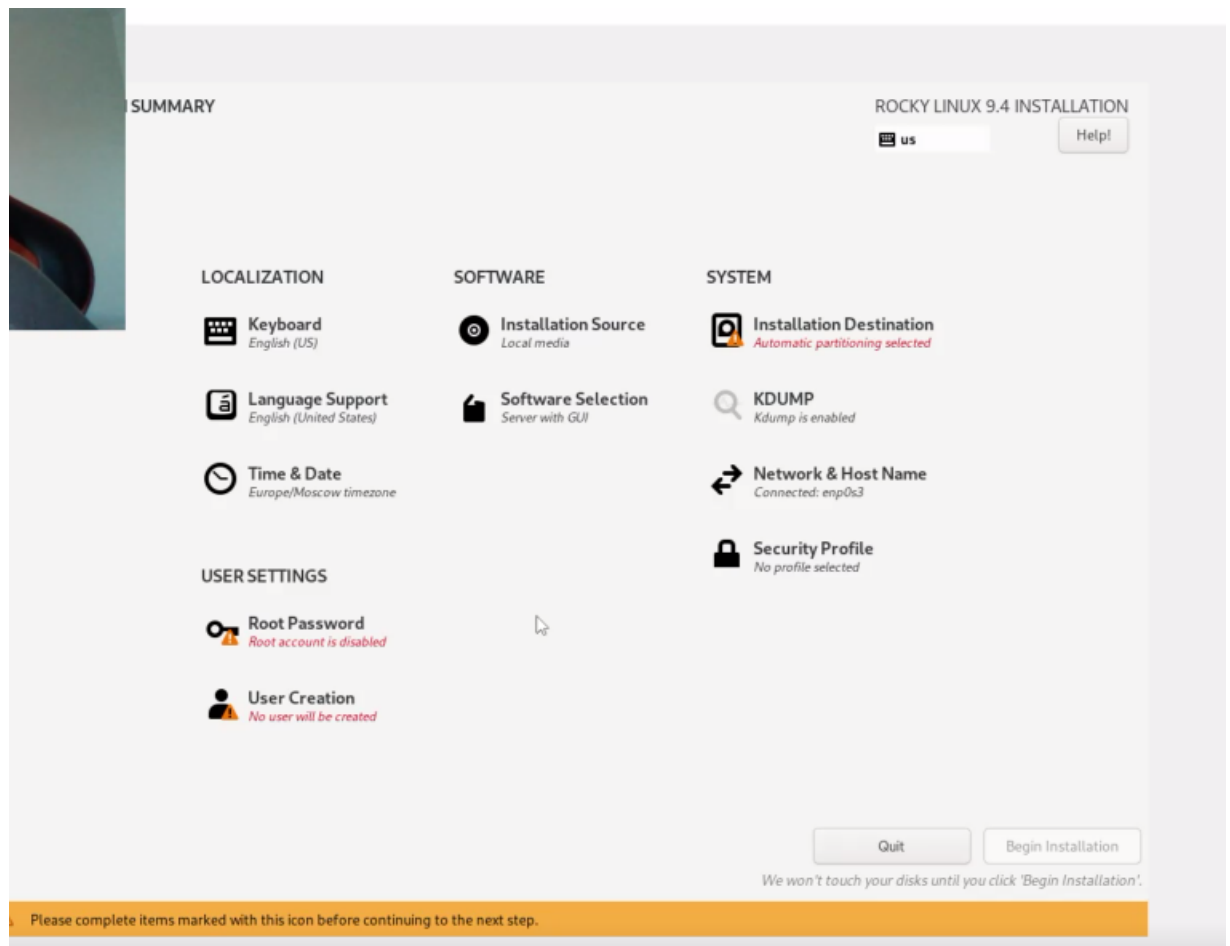 SUMMARY
ROCKY LINUX 9.4 INSTALLATION
us
Help!
LOCALIZATION
Keyboard
English (US)
Language Support
English (United States)
Time & Date
Europe/Moscow timezone
SOFTWARE
Installation Source
Local media
Software Selection
Server with GUI
SYSTEM
Installation Destination
Automatic partitioning selected
KDUMP
Kdump is enabled
Network & Host Name
Connected: enp0s3
Security Profile
No profile selected
USER SETTINGS
Root Password
Root account is disabled
User Creation
No user will be created
Quit
Begin Installation
We won't touch your disks until you click 'Begin Installation'.
Please complete items marked with this icon before continuing to the next step.